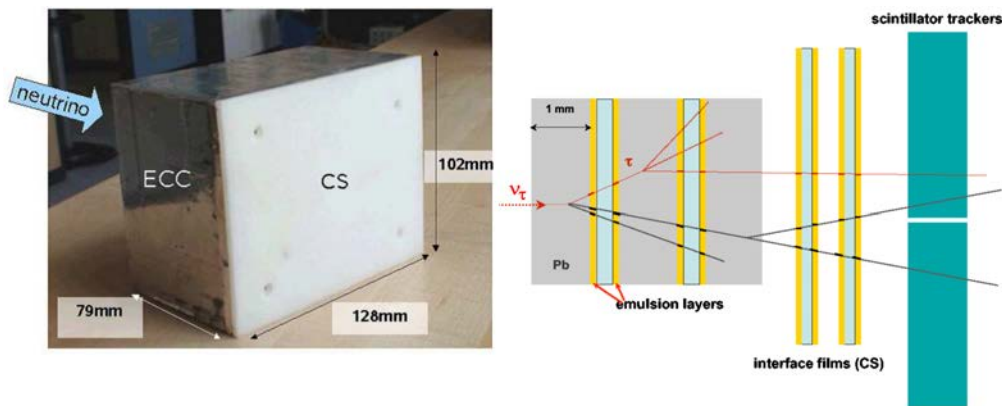 neutrino
ECC
CS
102mm
79mm
128mm
scintillator trackers
1 mm
τ
ντ
Pb
emulsion layers
interface films (CS)